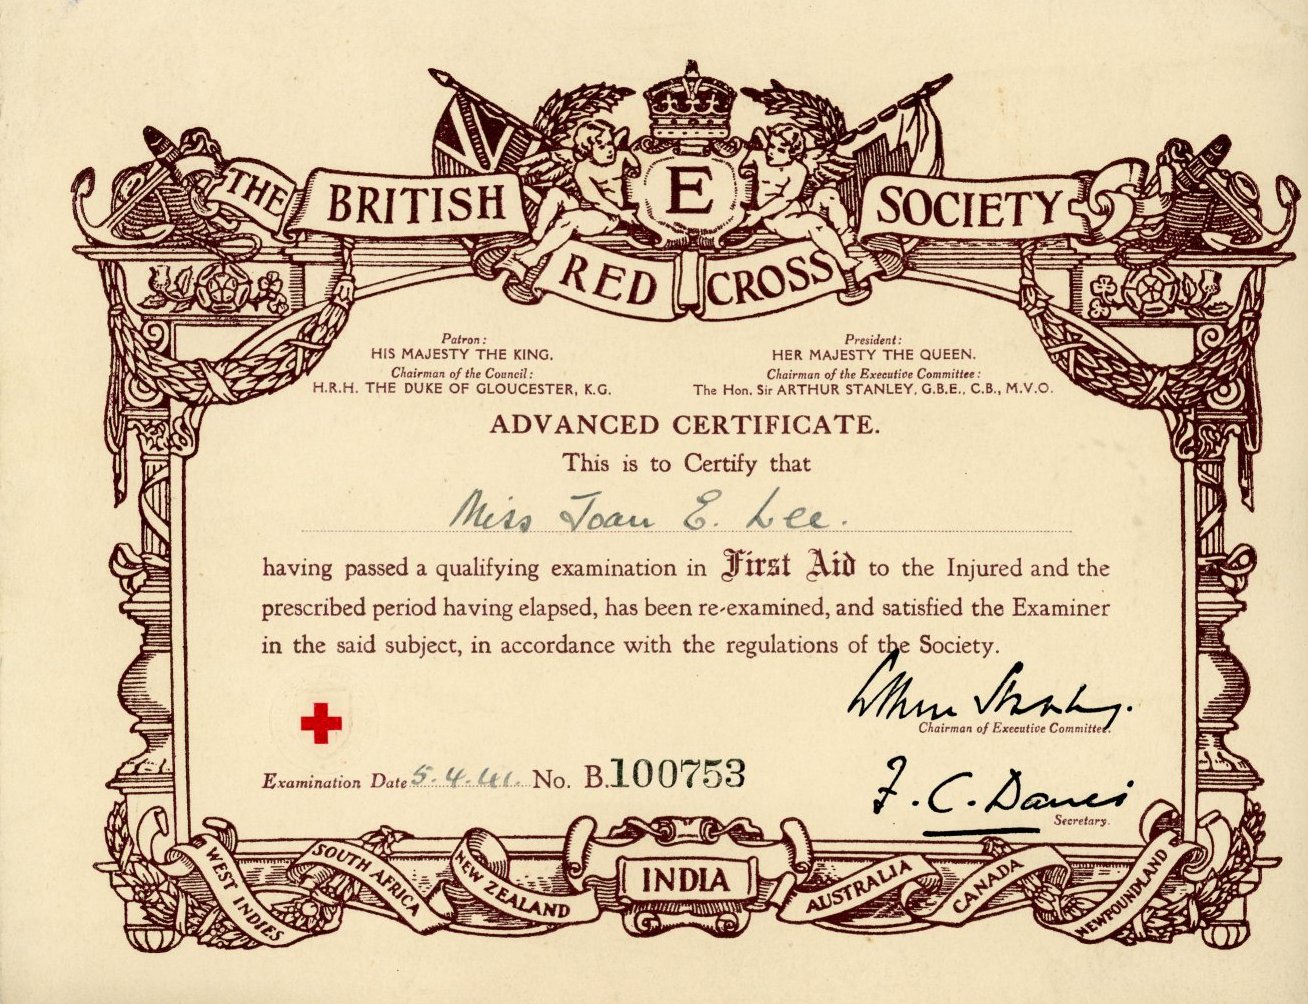 THE BRITISH E SOCIETY
RED CROSS
Patron:
HIS MAJESTY THE KING.
Chairman of the Council:
H.R.H. THE DUKE OF GLOUCESTER, K.G.
President:
HER MAJESTY THE QUEEN.
Chairman of the Executive Committee:
The Hon. Sir ARTHUR STANLEY, G.B.E., C.B., M.V.O.
ADVANCED CERTIFICATE.
This is to Certify that
Miss Joan E. Lee.
having passed a qualifying examination in First Aid to the Injured and the
prescribed period having elapsed, has been re-examined, and satisfied the Examiner
in the said subject, in accordance with the regulations of the Society.
Arthur Stanley.
Chairman of Executive Committee.
Examination Date 5.4.41. No. B.100753
F. C. Davis
Secretary.
WEST INDIES
SOUTH AFRICA
NEW ZEALAND
INDIA
AUSTRALIA
CANADA
NEWFOUNDLAND